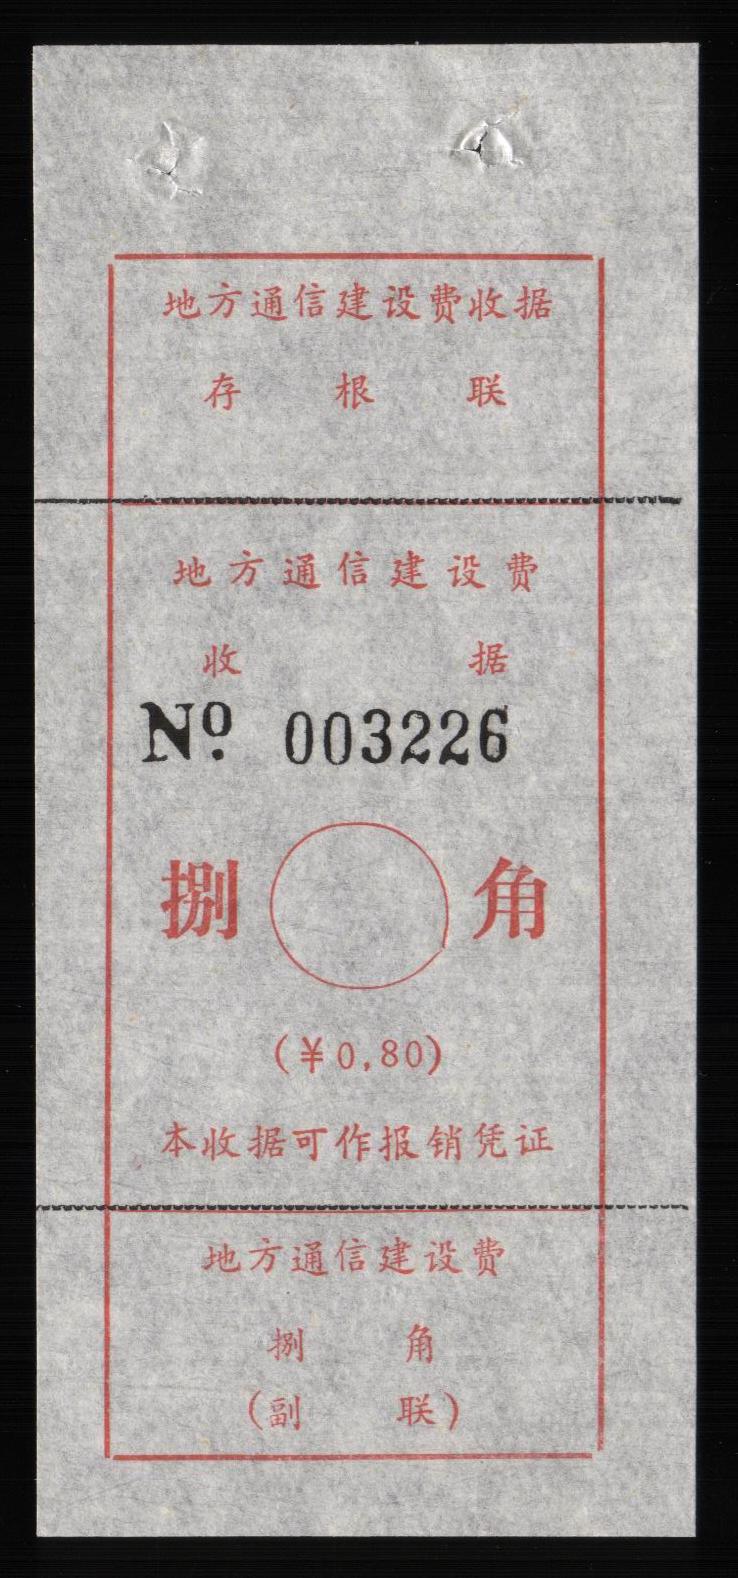 地方通信建设费收据
存 根 联
地方通信建设费
收 据
Nº 003226
捌 角
(¥0.80)
本收据可作报销凭证
地方通信建设费
捌 角
(副 联)